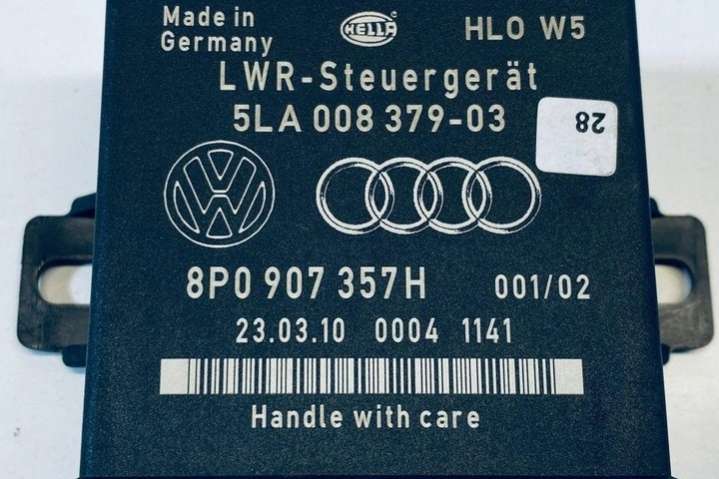 Made in
Germany
HELLA
HLO W5
LWR-Steuergerät
5LA 008 379-03
28
8P0 907 357H 001/02
23.03.10 0004 1141
Handle with care